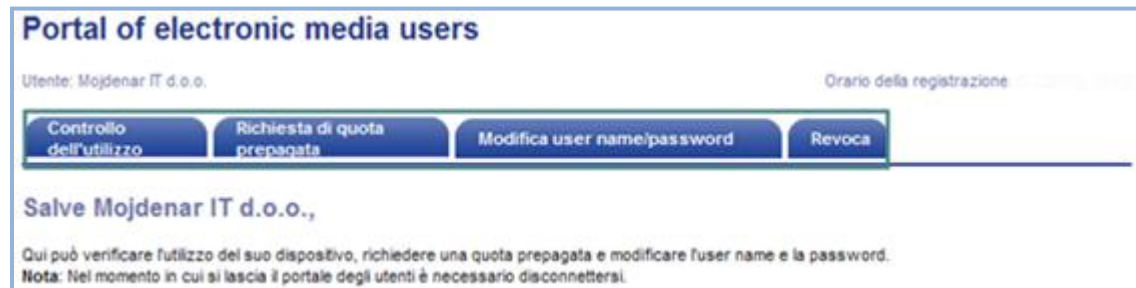 Portal of electronic media users
Utente: Mojdenar IT d.o.o. Orario della registrazione
Controllo dell'utilizzo
Richiesta di quota prepagata
Modifica user name/password
Revoca
Salve Mojdenar IT d.o.o.,
Qui può verificare l'utilizzo del suo dispositivo, richiedere una quota prepagata e modificare l'user name e la password.
Nota: Nel momento in cui si lascia il portale degli utenti è necessario disconnettersi.